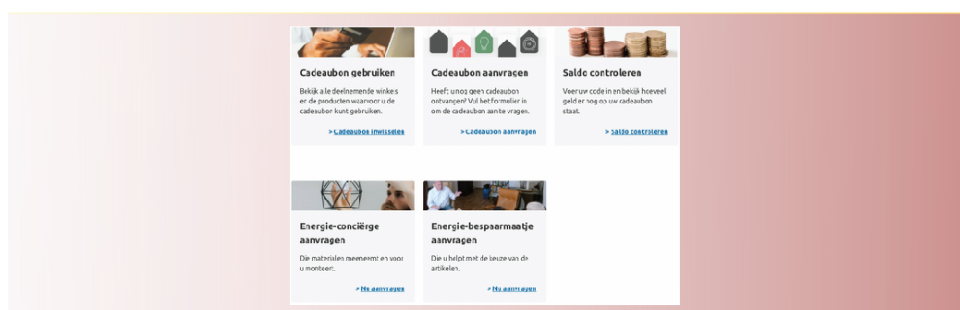 Cadeaubon gebruiken
Bekijk alle deelnemende winkels
en de producten waarvoor u de
cadeaubon kunt gebruiken.
> Cadeaubon inwisselen
Cadeaubon aanvragen
Heeft u nog geen cadeaubon
ontvangen? Vul het formulier in
om de cadeaubon aan te vragen.
> Cadeaubon aanvragen
Saldo controleren
Voer uw code in en bekijk hoeveel
geld er nog op uw cadeaubon
staat.
> Saldo controleren
Energie-conciërge
aanvragen
Die materialen meeneemt en voor
u monteert.
> Nu aanvragen
Energie-bespaarmaatje
aanvragen
Die u helpt met de keuze van de
artikelen.
> Nu aanvragen